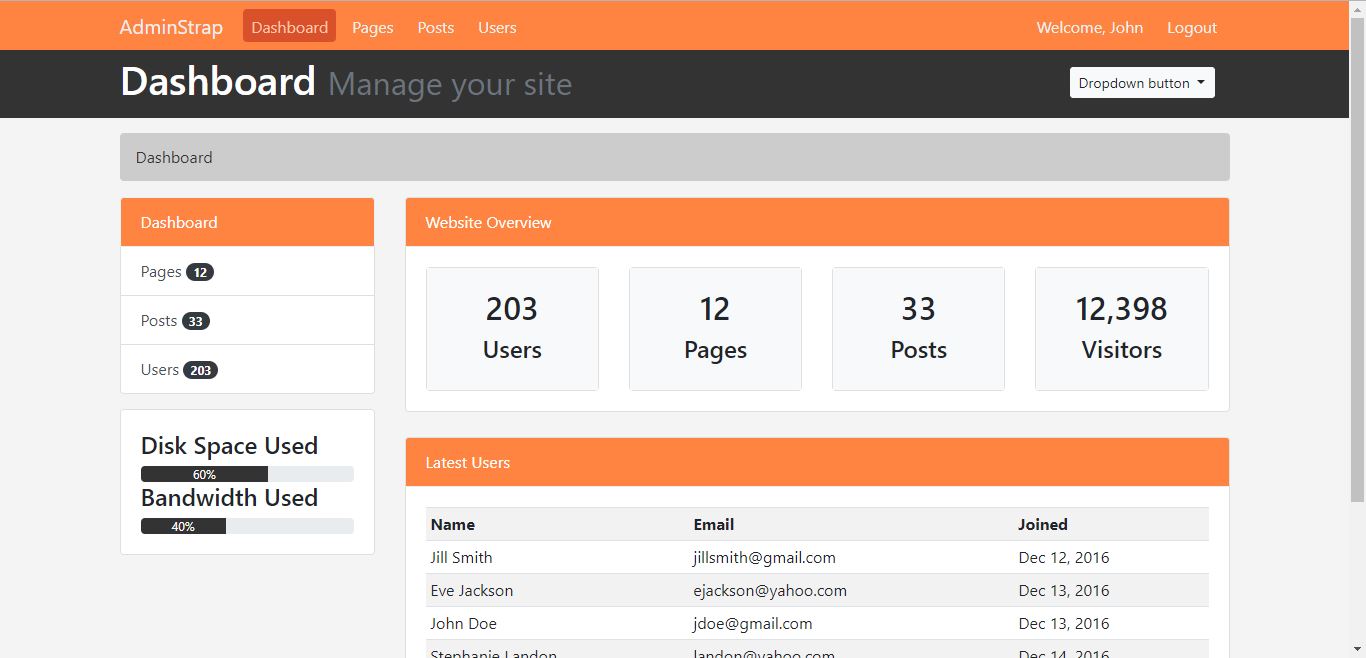 AdminStrap Dashboard Pages Posts Users Welcome, John Logout
Dashboard Manage your site Dropdown button
Dashboard
Dashboard
Pages 12
Posts 33
Users 203
Disk Space Used
60%
Bandwidth Used
40%
Website Overview
203
Users
12
Pages
33
Posts
12,398
Visitors
Latest Users
Name Email Joined
Jill Smith jillsmith@gmail.com Dec 12, 2016
Eve Jackson ejackson@yahoo.com Dec 13, 2016
John Doe jdoe@gmail.com Dec 13, 2016
Stephanie Landon landon@yahoo.com Dec 14, 2016